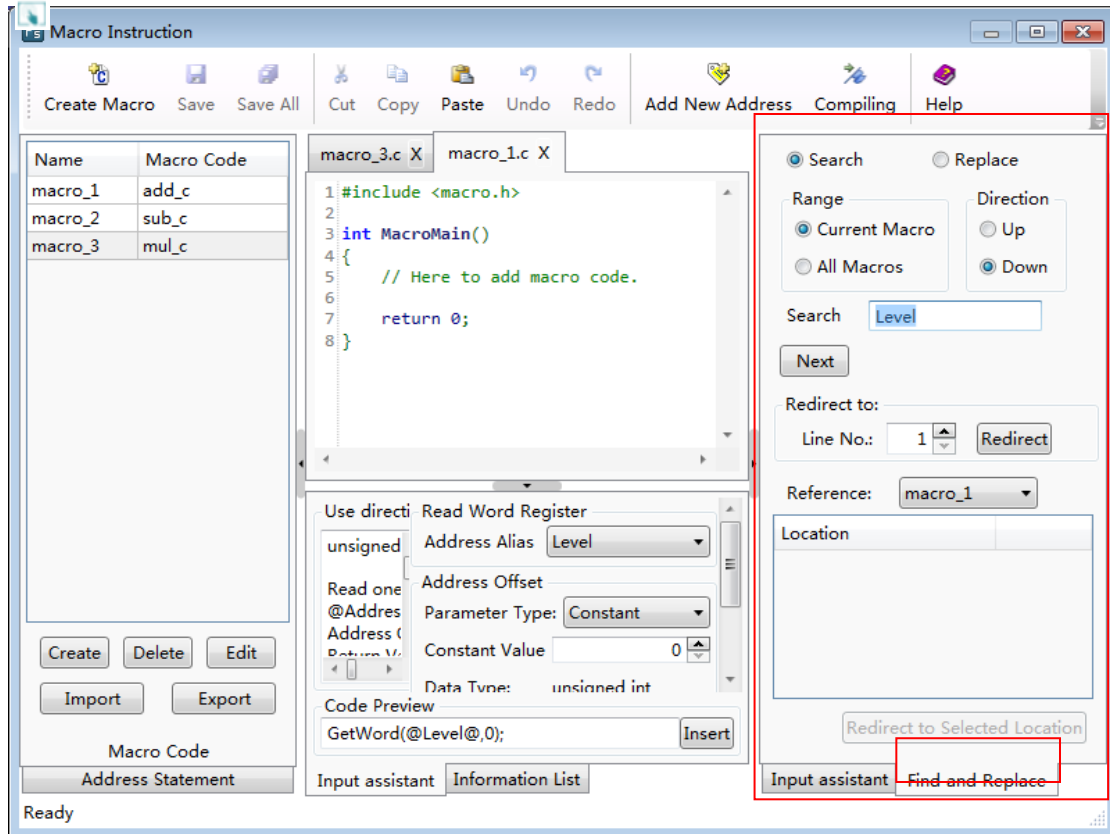 Macro Instruction
Create Macro Save Save All Cut Copy Paste Undo Redo Add New Address Compiling Help
Name Macro Code
macro_1 add_c
macro_2 sub_c
macro_3 mul_c
Create Delete Edit
Import Export
Macro Code
Address Statement
macro_3.c X macro_1.c X
1 #include <macro.h>
2
3 int MacroMain()
4 {
5 // Here to add macro code.
6
7 return 0;
8 }
Use directi
unsigned
Read one
@Addres
Address
Read Word Register
Address Alias Level
Address Offset
Parameter Type: Constant
Constant Value 0
Data Type: unsigned int
Code Preview
GetWord(@Level@,0); Insert
Input assistant Information List
Search Replace
Range Direction
Current Macro Up
All Macros Down
Search Level
Next
Redirect to:
Line No.: 1 Redirect
Reference: macro_1
Location
Redirect to Selected Location
Input assistant Find and Replace
Ready